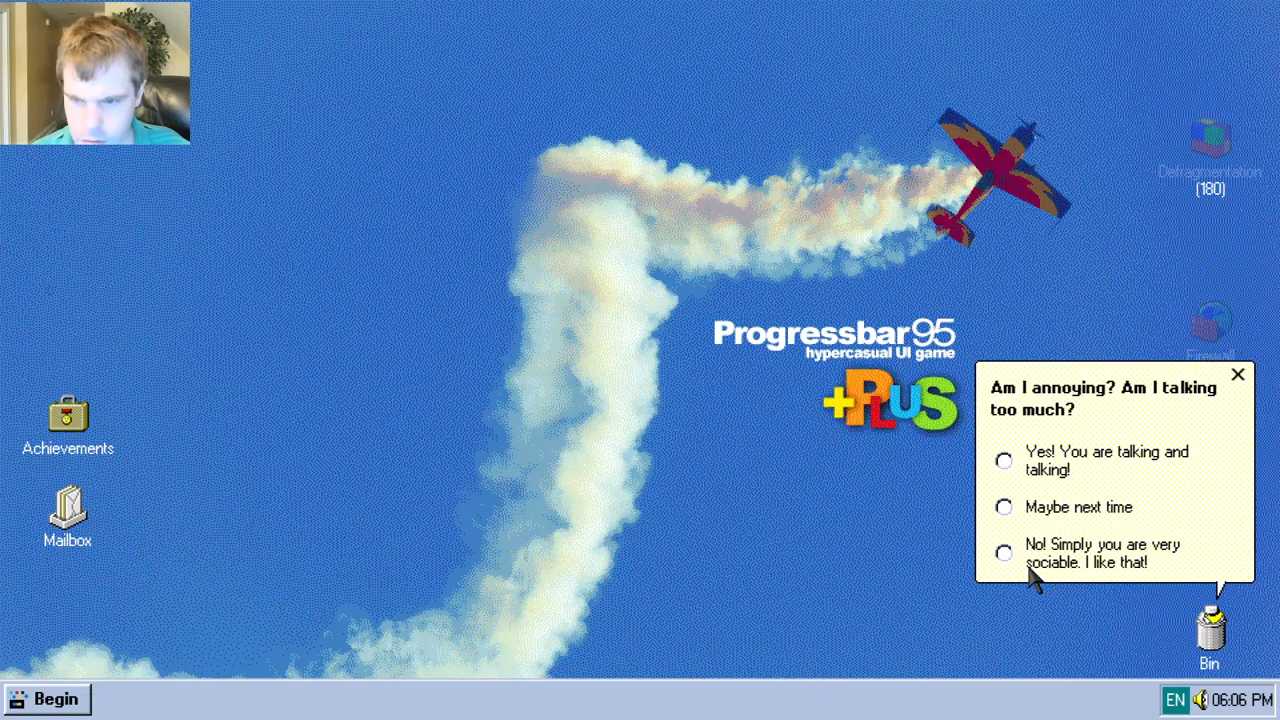 Defragmentation
(180)
Progressbar95
hypercasual UI game
+PLUS
Firewall
Am I annoying? Am I talking
too much?
Yes! You are talking and
talking!
Maybe next time
No! Simply you are very
sociable. I like that!
Achievements
Mailbox
Bin
Begin
EN
06:06 PM